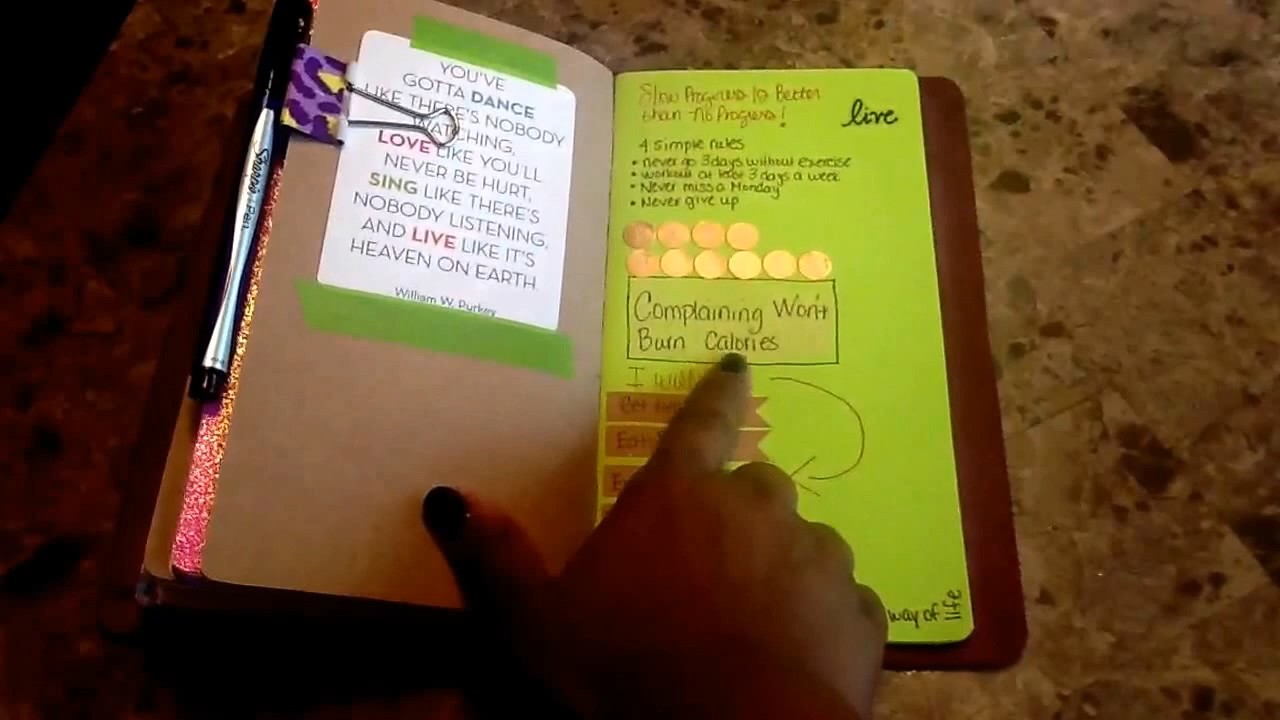 YOU'VE
GOTTA DANCE
LIKE THERE'S NOBODY
WATCHING,
LOVE LIKE YOU'LL
NEVER BE HURT,
SING LIKE THERE'S
NOBODY LISTENING,
AND LIVE LIKE IT'S
HEAVEN ON EARTH.
William W. Purkey
Sharpie Pen
Slow Progress Is Better
than No Progress!
live
4 simple rules
• never go 3 days without exercise
• workout at least 3 days a week
• Never miss a Monday
• Never give up
Complaining Won't
Burn Calories
I will
Get
Eat
way of life